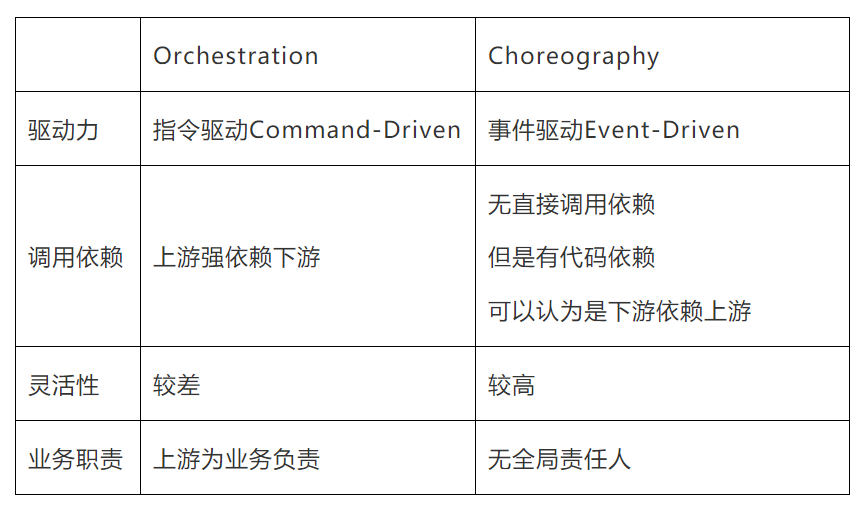 Orchestration Choreography
驱动力 指令驱动Command-Driven 事件驱动Event-Driven
调用依赖 上游强依赖下游 无直接调用依赖
但是有代码依赖
可以认为是下游依赖上游
灵活性 较差 较高
业务职责 上游为业务负责 无全局责任人